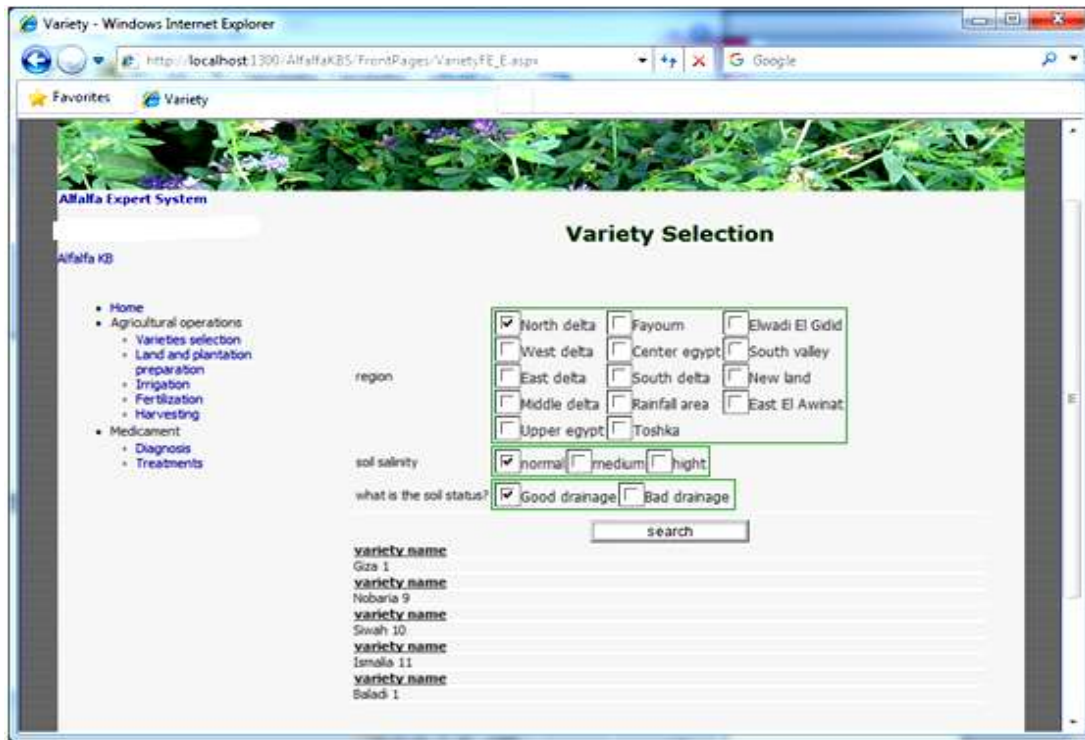 Variety - Windows Internet Explorer
http://localhost:1300/AlfalfaKBS/FrontPages/VarietyFE_E.aspx
Google
Favorites
Variety
Alfalfa Expert System
Variety Selection
Alfalfa KB
Home
Agricultural operations
Varieties selection
Land and plantation
preparation
Irrigation
Fertilization
Harvesting
Medicament
Diagnosis
Treatments
region
North delta Fayoum Elwadi El Gidid
West delta Center egypt South valley
East delta South delta New land
Middle delta Rainfall area East El Awinat
Upper egypt Toshka
soil salinity normal medium hight
what is the soil status? Good drainage Bad drainage
search
variety name
Giza 1
variety name
Nobaria 9
variety name
Siwah 10
variety name
Ismalia 11
variety name
Baladi 1